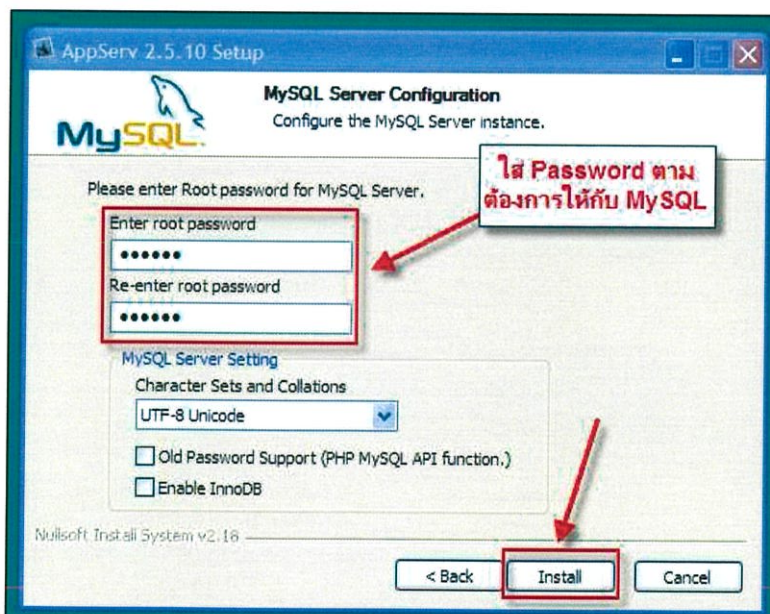 AppServ 2.5.10 Setup
MySQL
MySQL Server Configuration
Configure the MySQL Server instance.
ใส่ Password ตาม
ต้องการให้กับ MySQL
Please enter Root password for MySQL Server.
Enter root password
••••••
Re-enter root password
••••••
MySQL Server Setting
Character Sets and Collations
UTF-8 Unicode
Old Password Support (PHP MySQL API function.)
Enable InnoDB
Nullsoft Install System v2.18
< Back
Install
Cancel